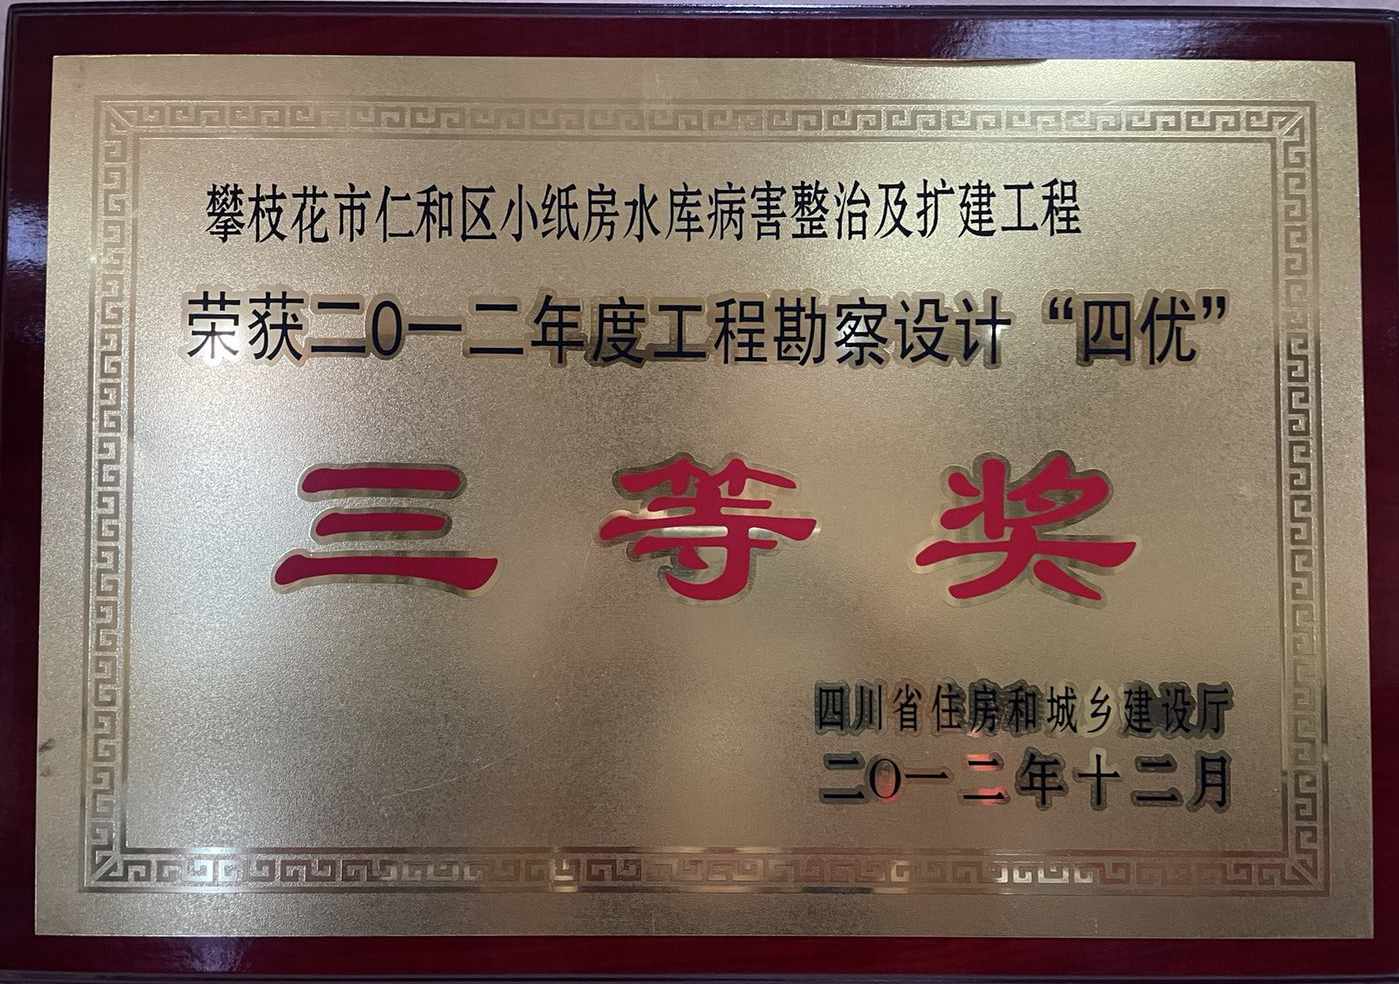 攀枝花市仁和区小纸房水库病害整治及扩建工程
荣获二〇一二年度工程勘察设计“四优”
三等奖
四川省住房和城乡建设厅
二〇一二年十二月